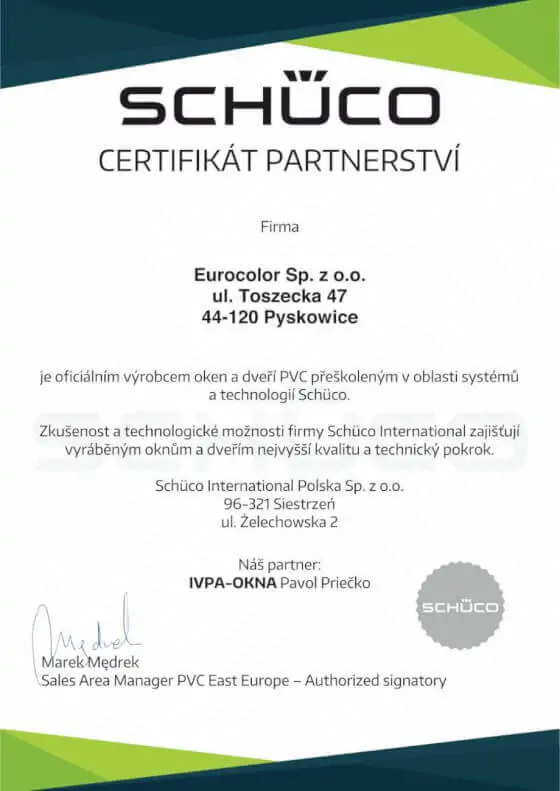 SCHÜCO
CERTIFIKÁT PARTNERSTVÍ
Firma
Eurocolor Sp. z o.o.
ul. Toszecka 47
44-120 Pyskowice
je oficiálním výrobcem oken a dveří PVC přeškoleným v oblasti systémů
a technologií Schüco.
Zkušenost a technologické možnosti firmy Schüco International zajišťují
vyráběným oknům a dveřím nejvyšší kvalitu a technický pokrok.
Schüco International Polska Sp. z o.o.
96-321 Siestrzeń
ul. Żelechowska 2
Náš partner:
IVPA-OKNA Pavol Priečko
SCHÜCO
Mędrek
Marek Mędrek
Sales Area Manager PVC East Europe – Authorized signatory